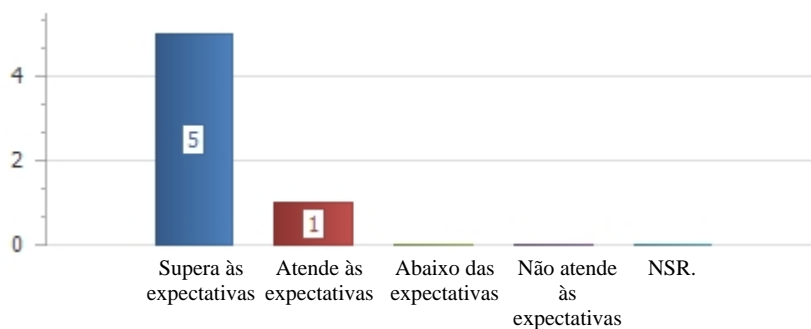 4
2
0
5
1
Supera às
expectativas
Atende às
expectativas
Abaixo das
expectativas
Não atende
às
expectativas
NSR.